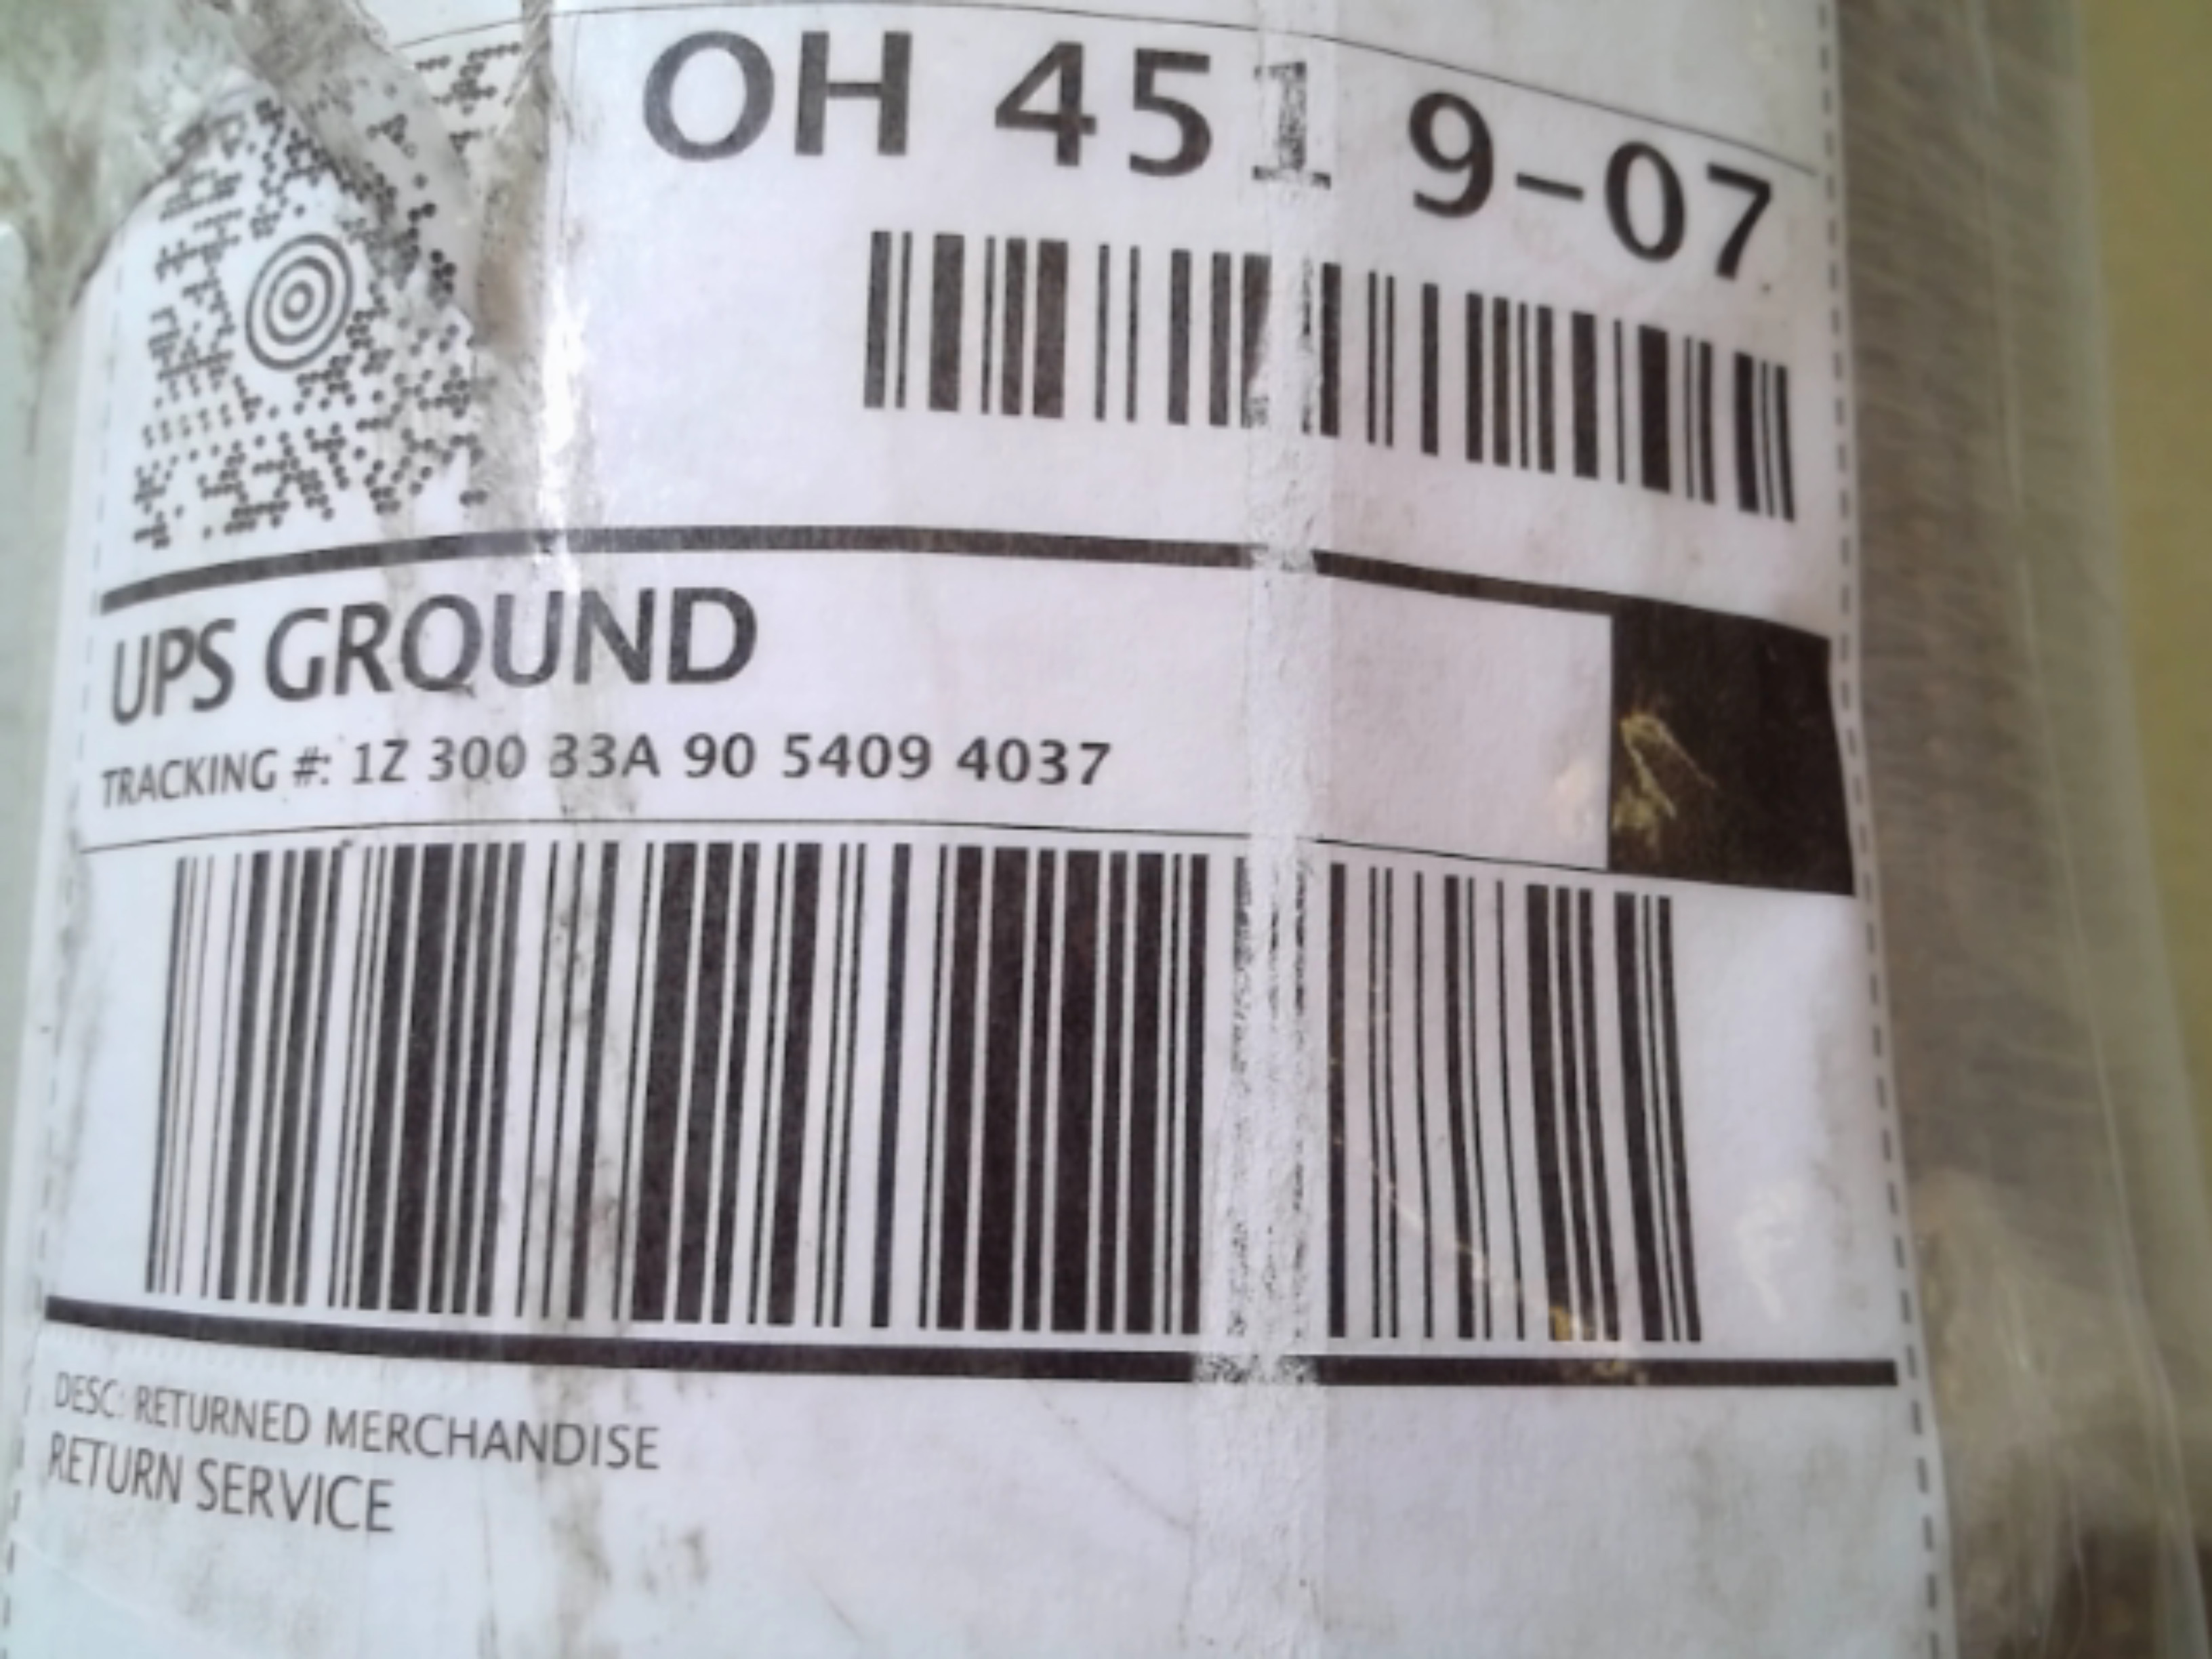 OH 451 9-07
UPS GROUND
TRACKING #: 1Z 300 33A 90 5409 4037
DESC: RETURNED MERCHANDISE
RETURN SERVICE